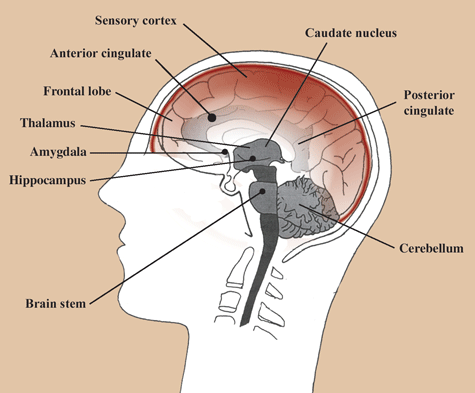 Sensory cortex
Caudate nucleus
Anterior cingulate
Frontal lobe
Posterior
cingulate
Thalamus
Amygdala
Hippocampus
Cerebellum
Brain stem